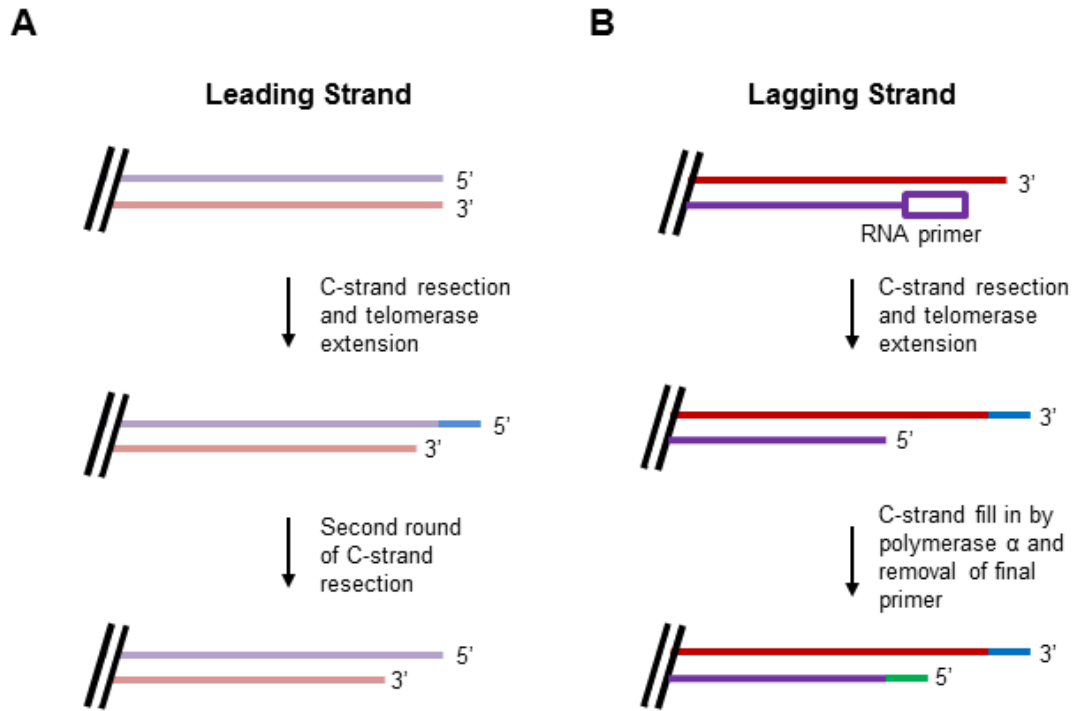 A
Leading Strand
5’
3’
C-strand resection
and telomerase
extension
5’
3’
Second round
of C-strand
resection
5’
3’
B
Lagging Strand
3’
RNA primer
C-strand resection
and telomerase
extension
3’
5’
C-strand fill in by
polymerase α and
removal of final
primer
3’
5’